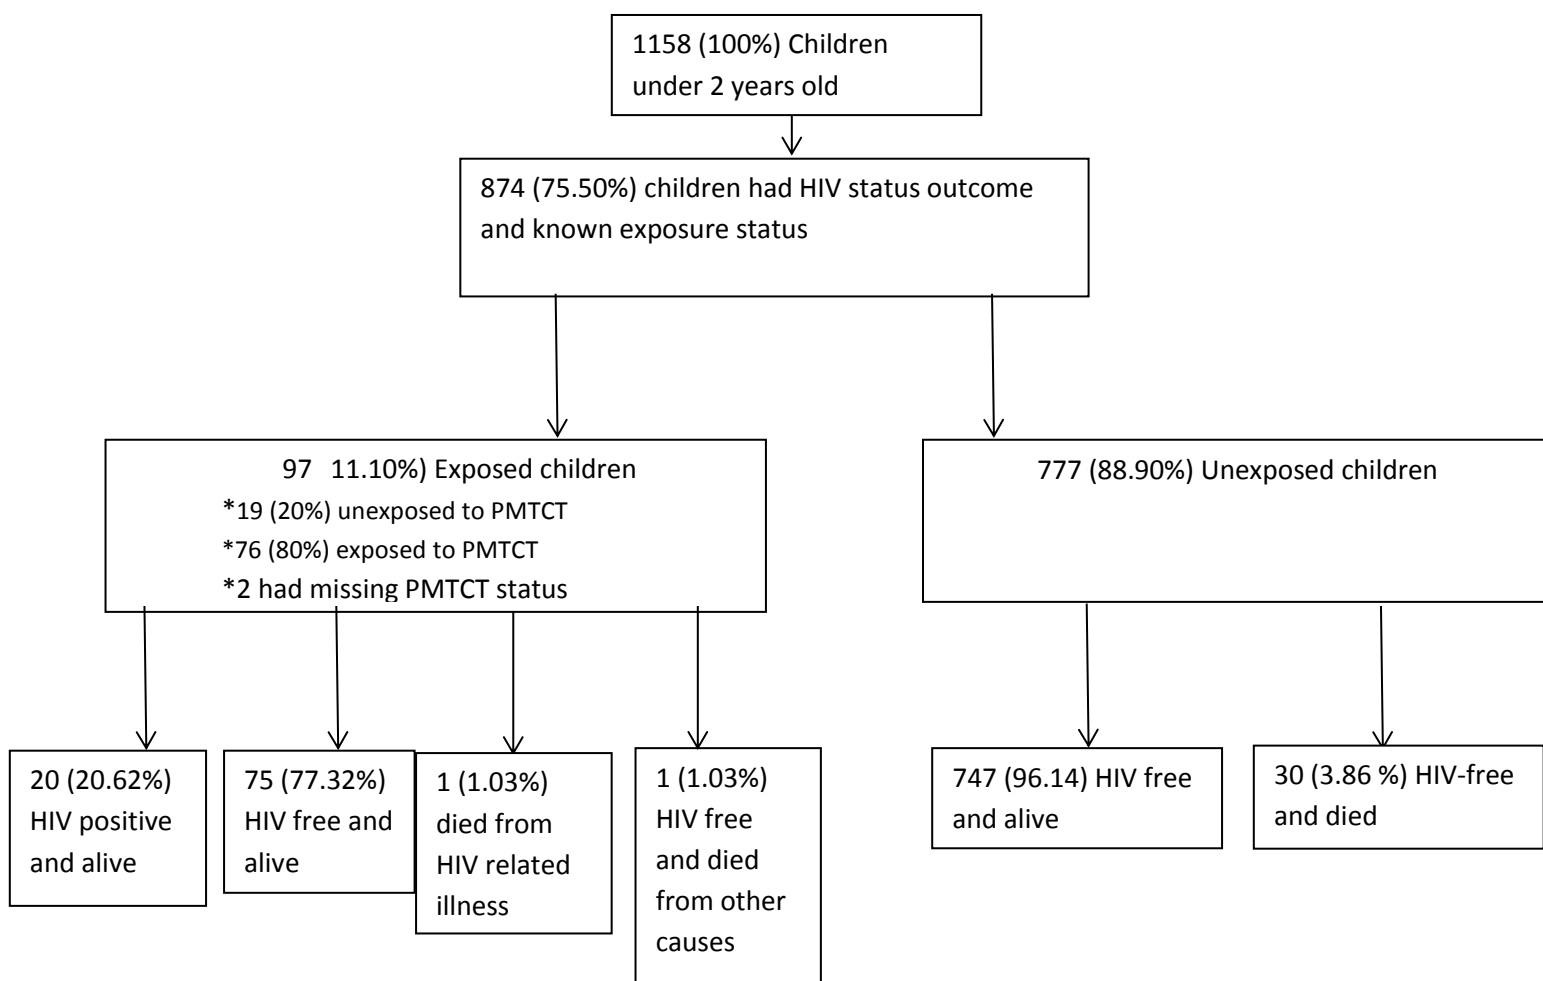 1158 (100%) Children
under 2 years old
874 (75.50%) children had HIV status outcome
and known exposure status
97 11.10%) Exposed children
*19 (20%) unexposed to PMTCT
*76 (80%) exposed to PMTCT
*2 had missing PMTCT status
777 (88.90%) Unexposed children
20 (20.62%)
HIV positive
and alive
75 (77.32%)
HIV free and
alive
1 (1.03%)
died from
HIV related
illness
1 (1.03%)
HIV free
and died
from other
causes
747 (96.14) HIV free
and alive
30 (3.86 %) HIV-free
and died